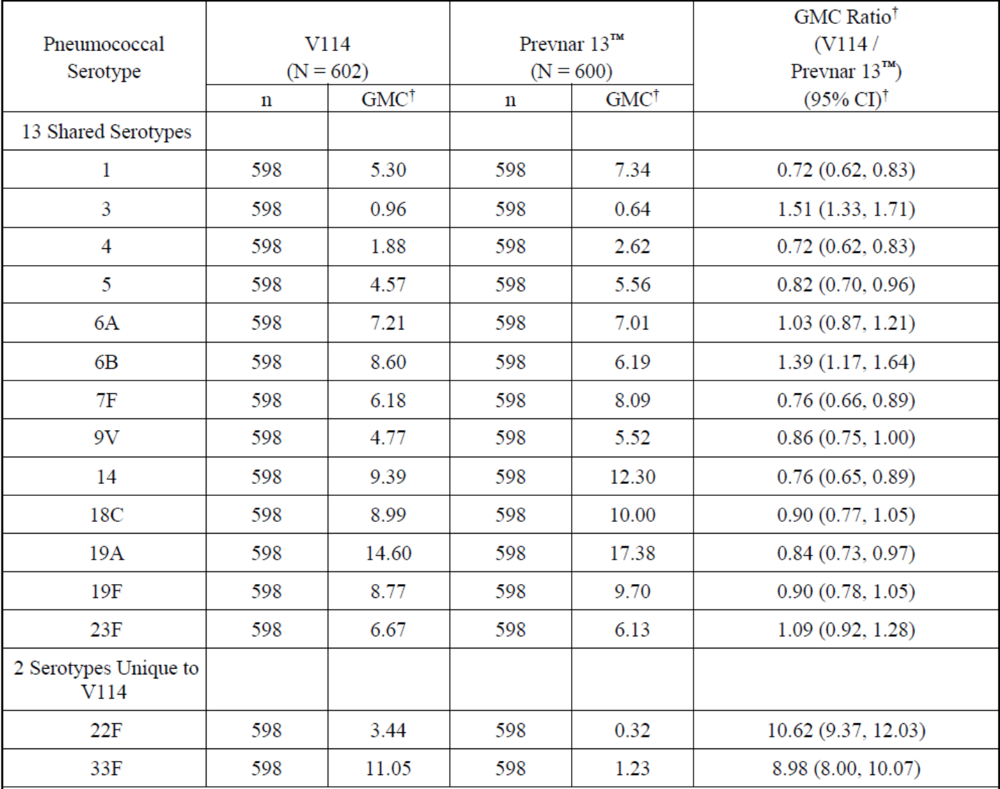 Pneumococcal Serotype | V114 (N = 602) | Prevnar 13™ (N = 600) | GMC Ratio† (V114 / Prevnar 13™) (95% CI)†
n | GMC† | n | GMC†
13 Shared Serotypes
1 | 598 | 5.30 | 598 | 7.34 | 0.72 (0.62, 0.83)
3 | 598 | 0.96 | 598 | 0.64 | 1.51 (1.33, 1.71)
4 | 598 | 1.88 | 598 | 2.62 | 0.72 (0.62, 0.83)
5 | 598 | 4.57 | 598 | 5.56 | 0.82 (0.70, 0.96)
6A | 598 | 7.21 | 598 | 7.01 | 1.03 (0.87, 1.21)
6B | 598 | 8.60 | 598 | 6.19 | 1.39 (1.17, 1.64)
7F | 598 | 6.18 | 598 | 8.09 | 0.76 (0.66, 0.89)
9V | 598 | 4.77 | 598 | 5.52 | 0.86 (0.75, 1.00)
14 | 598 | 9.39 | 598 | 12.30 | 0.76 (0.65, 0.89)
18C | 598 | 8.99 | 598 | 10.00 | 0.90 (0.77, 1.05)
19A | 598 | 14.60 | 598 | 17.38 | 0.84 (0.73, 0.97)
19F | 598 | 8.77 | 598 | 9.70 | 0.90 (0.78, 1.05)
23F | 598 | 6.67 | 598 | 6.13 | 1.09 (0.92, 1.28)
2 Serotypes Unique to
V114
22F | 598 | 3.44 | 598 | 0.32 | 10.62 (9.37, 12.03)
33F | 598 | 11.05 | 598 | 1.23 | 8.98 (8.00, 10.07)